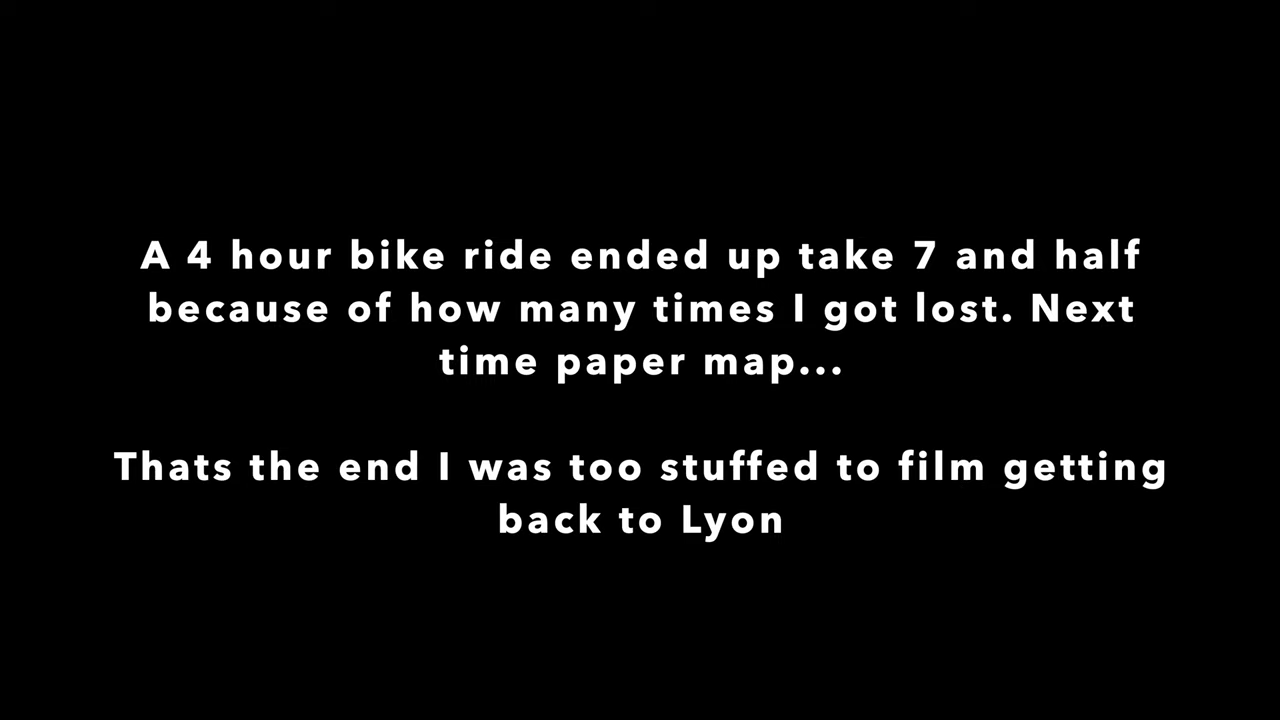 A 4 hour bike ride ended up take 7 and half
because of how many times I got lost. Next
time paper map...
Thats the end I was too stuffed to film getting
back to Lyon